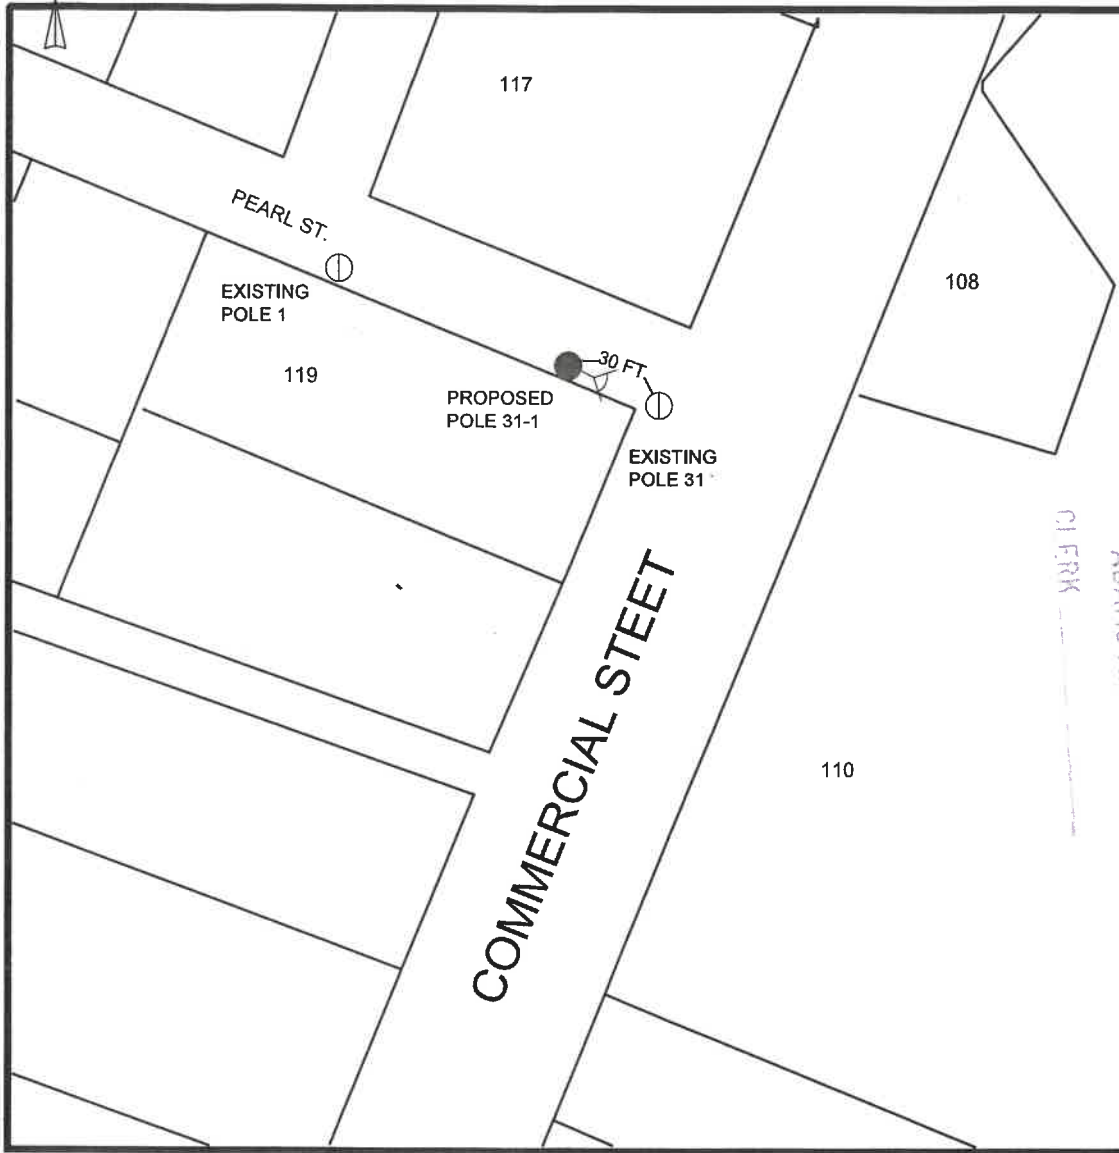 117
PEARL ST.
108
EXISTING
POLE 1
30 FT.
119
PROPOSED
POLE 31-1
EXISTING
POLE 31
CLERK
COMMERCIAL STEET
110